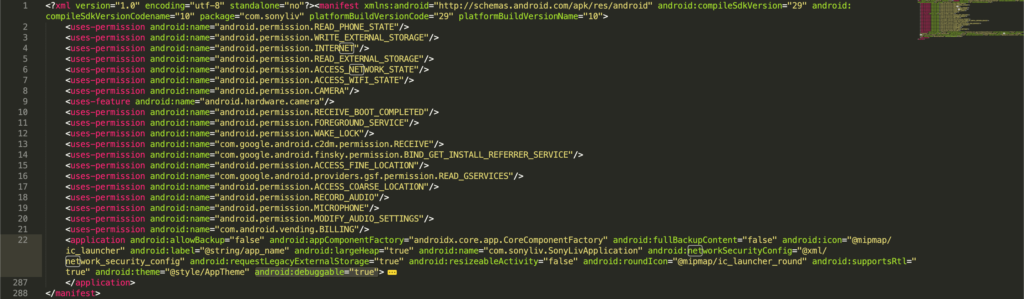 1 <?xml version="1.0" encoding="utf-8" standalone="no"?><manifest xmlns:android="http://schemas.android.com/apk/res/android" android:compileSdkVersion="29" android:
compileSdkVersionCodename="10" package="com.sonyliv" platformBuildVersionCode="29" platformBuildVersionName="10">
2 <uses-permission android:name="android.permission.READ_PHONE_STATE"/>
3 <uses-permission android:name="android.permission.WRITE_EXTERNAL_STORAGE"/>
4 <uses-permission android:name="android.permission.INTERNET"/>
5 <uses-permission android:name="android.permission.READ_EXTERNAL_STORAGE"/>
6 <uses-permission android:name="android.permission.ACCESS_NETWORK_STATE"/>
7 <uses-permission android:name="android.permission.ACCESS_WIFI_STATE"/>
8 <uses-permission android:name="android.permission.CAMERA"/>
9 <uses-feature android:name="android.hardware.camera"/>
10 <uses-permission android:name="android.permission.RECEIVE_BOOT_COMPLETED"/>
11 <uses-permission android:name="android.permission.FOREGROUND_SERVICE"/>
12 <uses-permission android:name="android.permission.WAKE_LOCK"/>
13 <uses-permission android:name="com.google.android.c2dm.permission.RECEIVE"/>
14 <uses-permission android:name="com.google.android.finsky.permission.BIND_GET_INSTALL_REFERRER_SERVICE"/>
15 <uses-permission android:name="android.permission.ACCESS_FINE_LOCATION"/>
16 <uses-permission android:name="com.google.android.providers.gsf.permission.READ_GSERVICES"/>
17 <uses-permission android:name="android.permission.ACCESS_COARSE_LOCATION"/>
18 <uses-permission android:name="android.permission.RECORD_AUDIO"/>
19 <uses-permission android:name="android.permission.MICROPHONE"/>
20 <uses-permission android:name="android.permission.MODIFY_AUDIO_SETTINGS"/>
21 <uses-permission android:name="com.android.vending.BILLING"/>
22 <application android:allowBackup="false" android:appComponentFactory="androidx.core.app.CoreComponentFactory" android:fullBackupContent="false" android:icon="@mipmap/
ic_launcher" android:label="@string/app_name" android:largeHeap="true" android:name="com.sonyliv.SonyLivApplication" android:networkSecurityConfig="@xml/
network_security_config" android:requestLegacyExternalStorage="true" android:resizeableActivity="false" android:roundIcon="@mipmap/ic_launcher_round" android:supportsRtl="
true" android:theme="@style/AppTheme" android:debuggable="true">
287 </application>
288 </manifest>